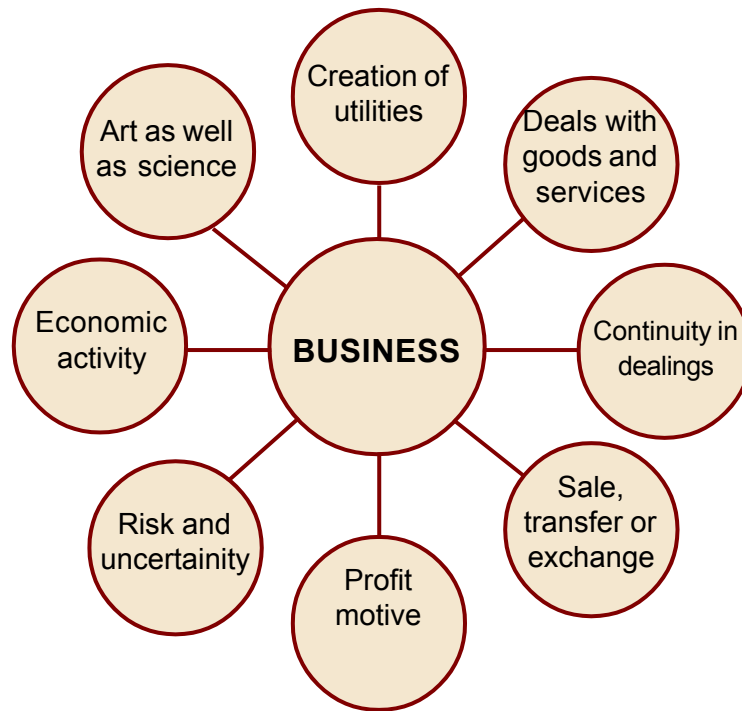 Creation of
utilities
Deals with
goods and
services
Art as well
as science
Economic
activity
BUSINESS
Continuity in
dealings
Risk and
uncertainity
Profit
motive
Sale,
transfer or
exchange